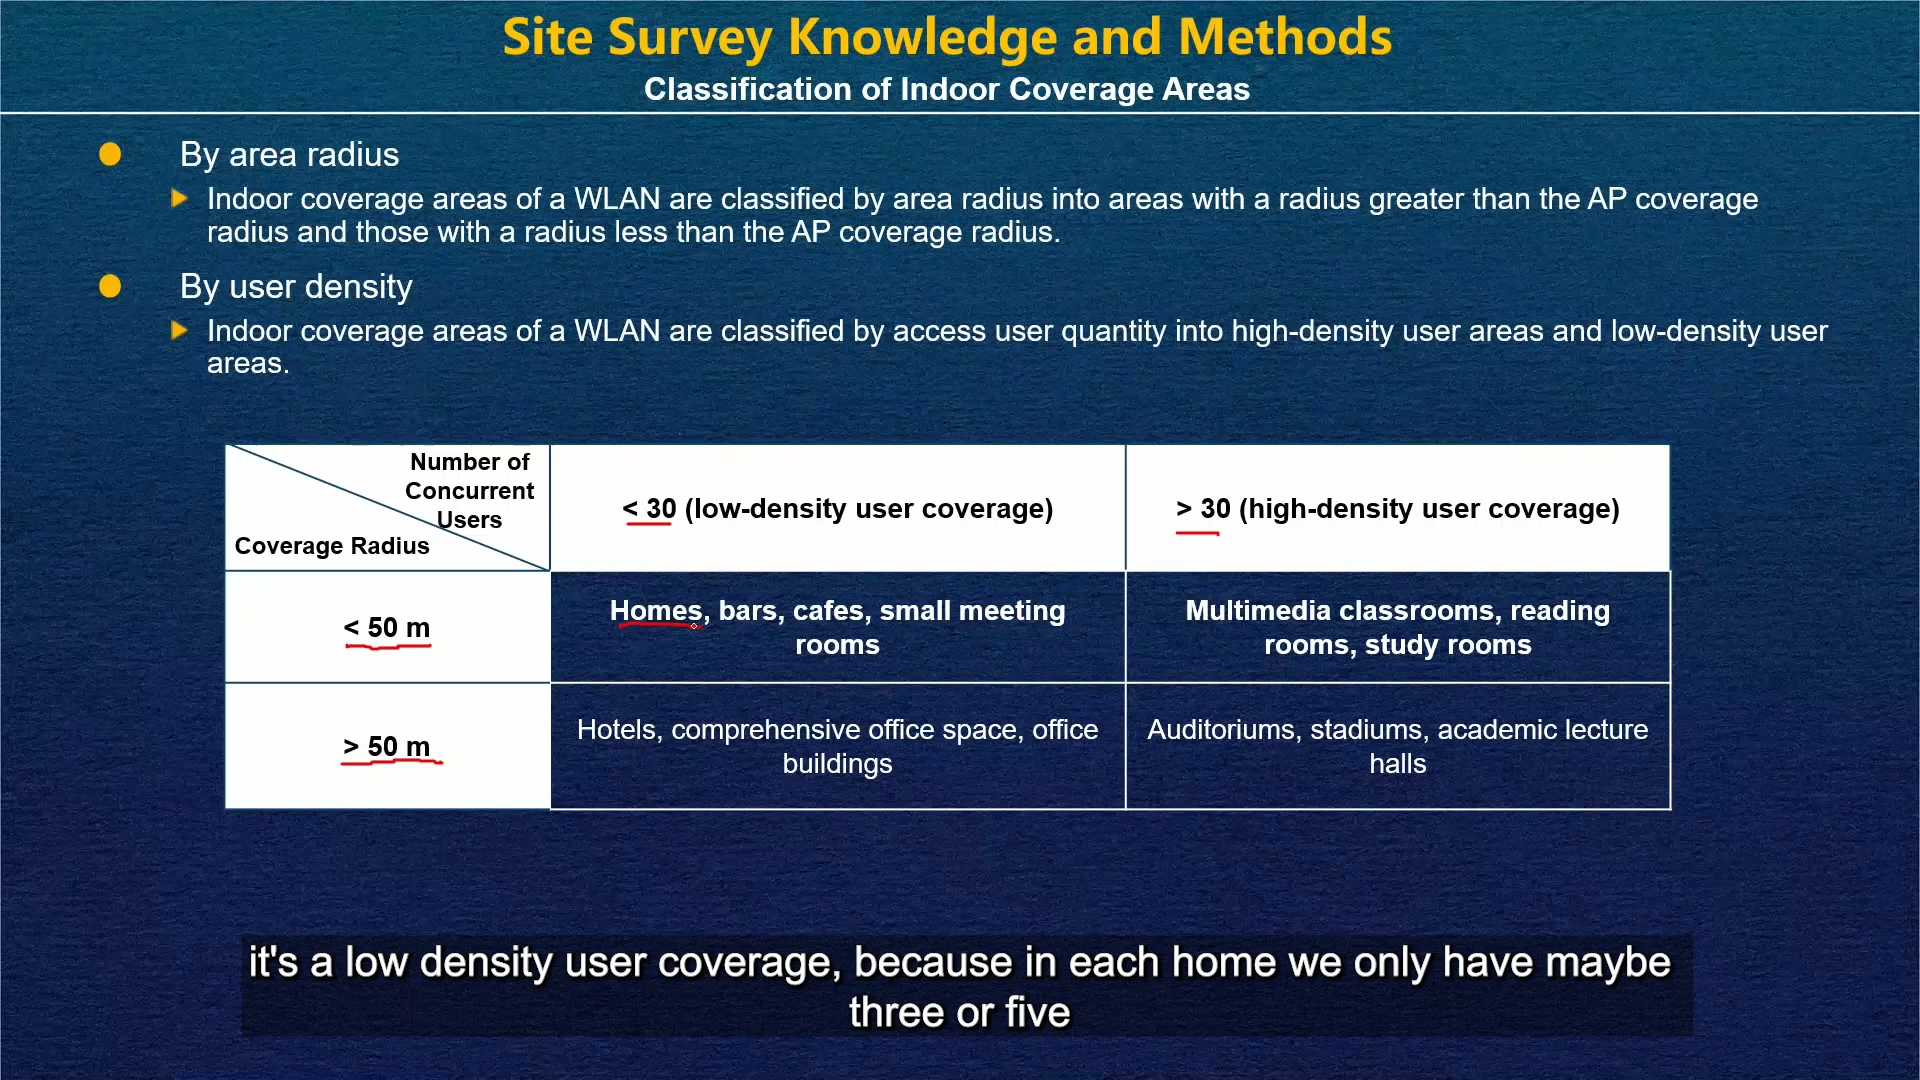 Site Survey Knowledge and Methods
Classification of Indoor Coverage Areas
By area radius
Indoor coverage areas of a WLAN are classified by area radius into areas with a radius greater than the AP coverage
radius and those with a radius less than the AP coverage radius.
By user density
Indoor coverage areas of a WLAN are classified by access user quantity into high-density user areas and low-density user
areas.
Number of
Concurrent
Users
Coverage Radius
< 30 (low-density user coverage)
> 30 (high-density user coverage)
< 50 m
Homes, bars, cafes, small meeting
rooms
Multimedia classrooms, reading
rooms, study rooms
> 50 m
Hotels, comprehensive office space, office
buildings
Auditoriums, stadiums, academic lecture
halls
it's a low density user coverage, because in each home we only have maybe
three or five